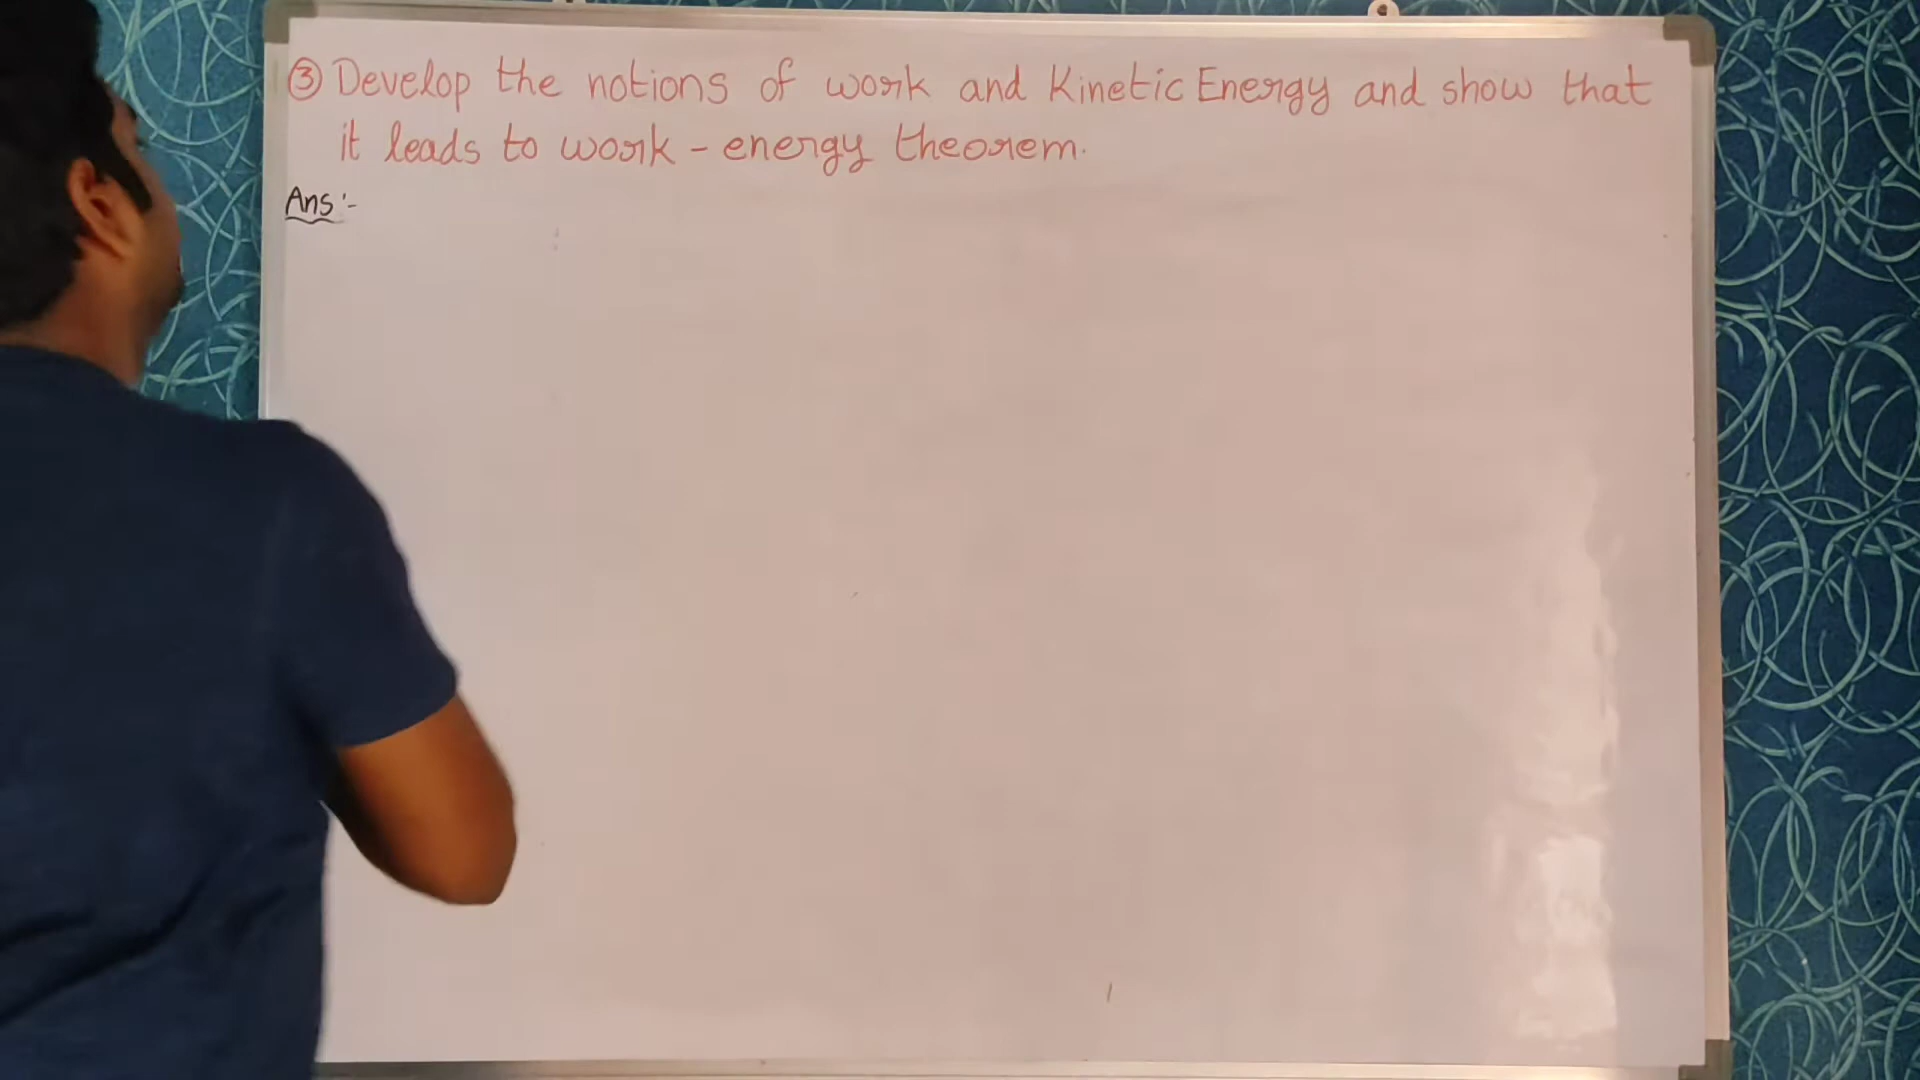 ③ Develop the notions of work and Kinetic Energy and show that
it leads to work - energy theorem.
Ans :-